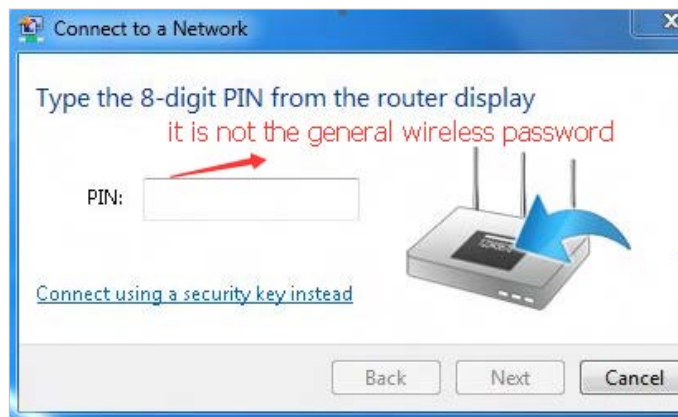 Connect to a Network
X
Type the 8-digit PIN from the router display
it is not the general wireless password
PIN:
Connect using a security key instead
Back
Next
Cancel